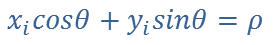 xᵢcosθ + yᵢsinθ = ρ